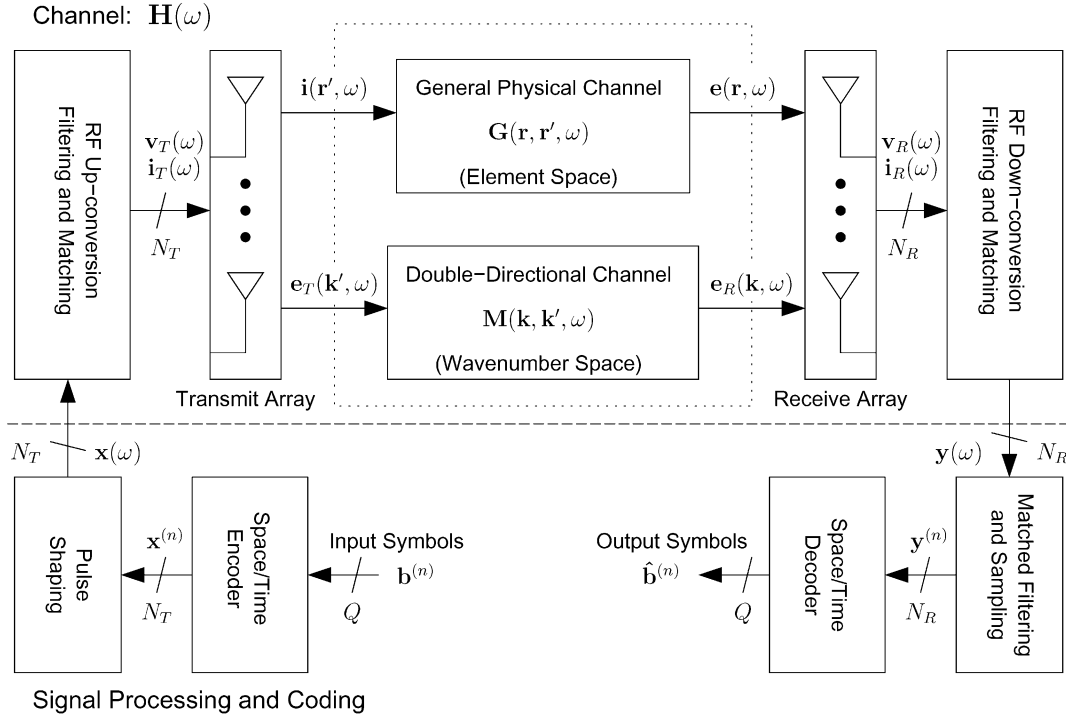 Channel: H(ω)
RF Up−conversion
Filtering and Matching
v_T(ω)
i_T(ω)
N_T
Transmit Array
i(r′, ω)
General Physical Channel
G(r, r′, ω)
(Element Space)
e(r, ω)
e_T(k′, ω)
Double−Directional Channel
M(k, k′, ω)
(Wavenumber Space)
e_R(k, ω)
Receive Array
v_R(ω)
i_R(ω)
N_R
RF Down−conversion
Filtering and Matching
N_T
x(ω)
y(ω)
N_R
Pulse
Shaping
x^(n)
N_T
Space/Time
Encoder
Input Symbols
b^(n)
Q
Output Symbols
b̂^(n)
Q
Space/Time
Decoder
y^(n)
N_R
Matched Filtering
and Sampling
Signal Processing and Coding